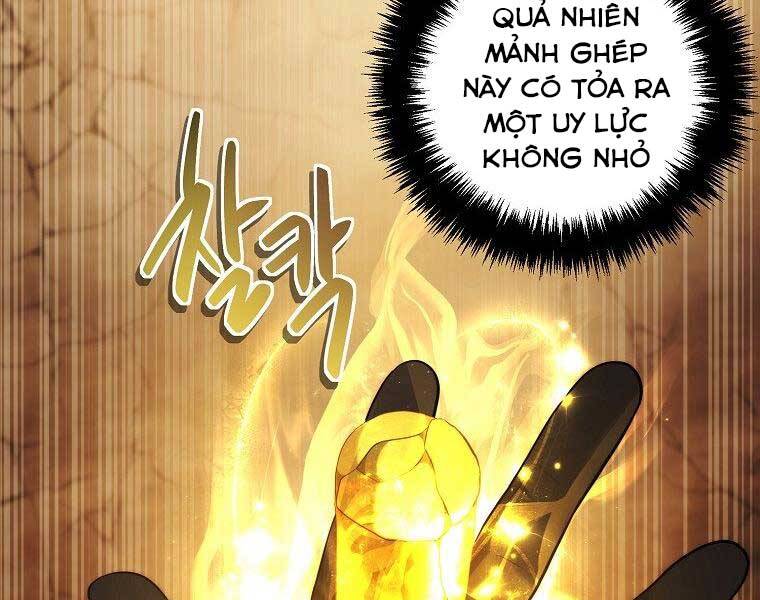 QUẢ NHIÊN
MẢNH GHÉP
NÀY CÓ TỎA RA
MỘT UY LỰC
KHÔNG NHỎ
찰칵